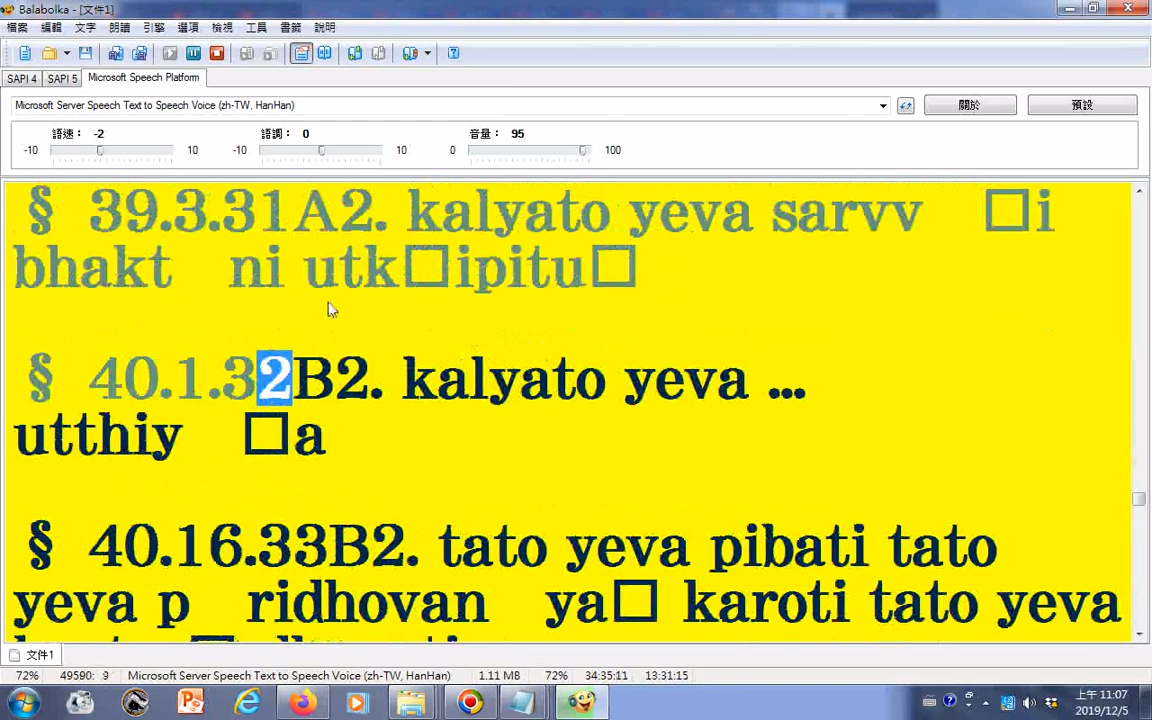 Balabolka - [文件1]
檔案 編輯 文字 朗讀 引擎 選項 檢視 工具 書籤 說明
SAPI 4 SAPI 5 Microsoft Speech Platform
Microsoft Server Speech Text to Speech Voice (zh-TW, HanHan) 關於 預設
語速： -2 語調： 0 音量： 95
-10 10 -10 10 0 100
§ 39.3.31A2. kalyato yeva sarvv □i
bhakt ni utk□ipitu□
§ 40.1.32B2. kalyato yeva ...
utthiy □a
§ 40.16.33B2. tato yeva pibati tato
yeva p ridhovan ya□ karoti tato yeva
文件1
72% 49590: 9 Microsoft Server Speech Text to Speech Voice (zh-TW, HanHan) 1.11 MB 72% 34:35:11 13:31:15
上午 11:07
2019/12/5